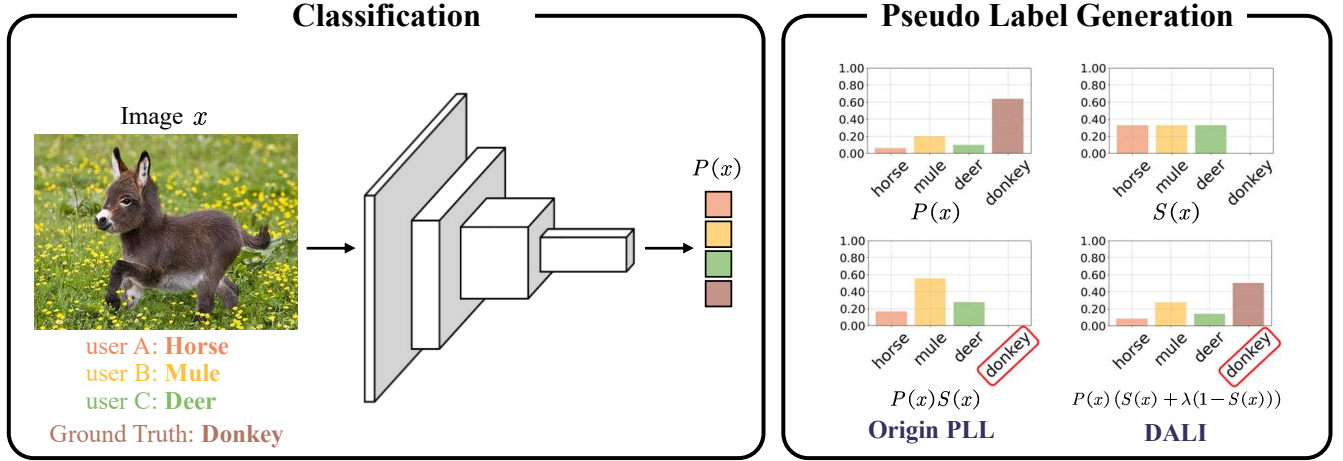 Classification
Image x
user A: Horse
user B: Mule
user C: Deer
Ground Truth: Donkey
P(x)
Pseudo Label Generation
1.00
0.80
0.60
0.40
0.20
0.00
horse
mule
deer
donkey
P(x)
1.00
0.80
0.60
0.40
0.20
0.00
horse
mule
deer
donkey
S(x)
1.00
0.80
0.60
0.40
0.20
0.00
horse
mule
deer
donkey
P(x)S(x)
Origin PLL
1.00
0.80
0.60
0.40
0.20
0.00
horse
mule
deer
donkey
P(x)(S(x) + λ(1 − S(x)))
DALI